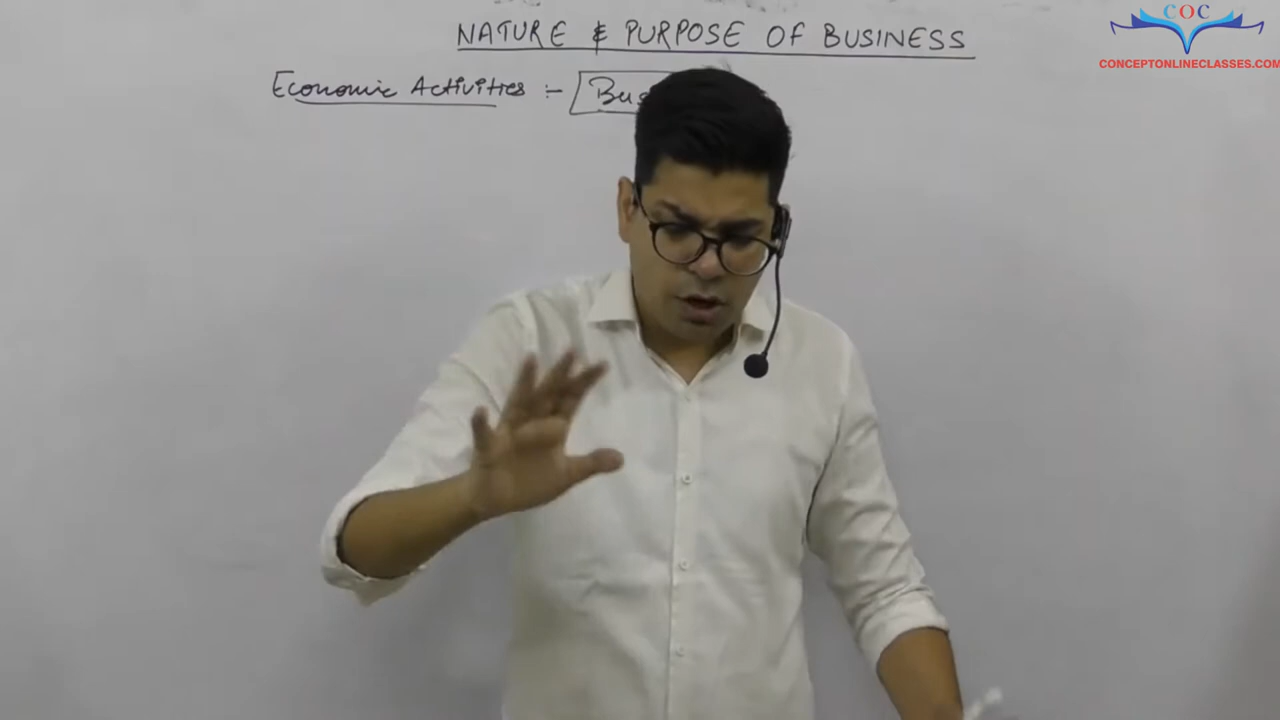 NATURE & PURPOSE OF BUSINESS
COC
CONCEPTONLINECLASSES.COM
Economic Activities :-